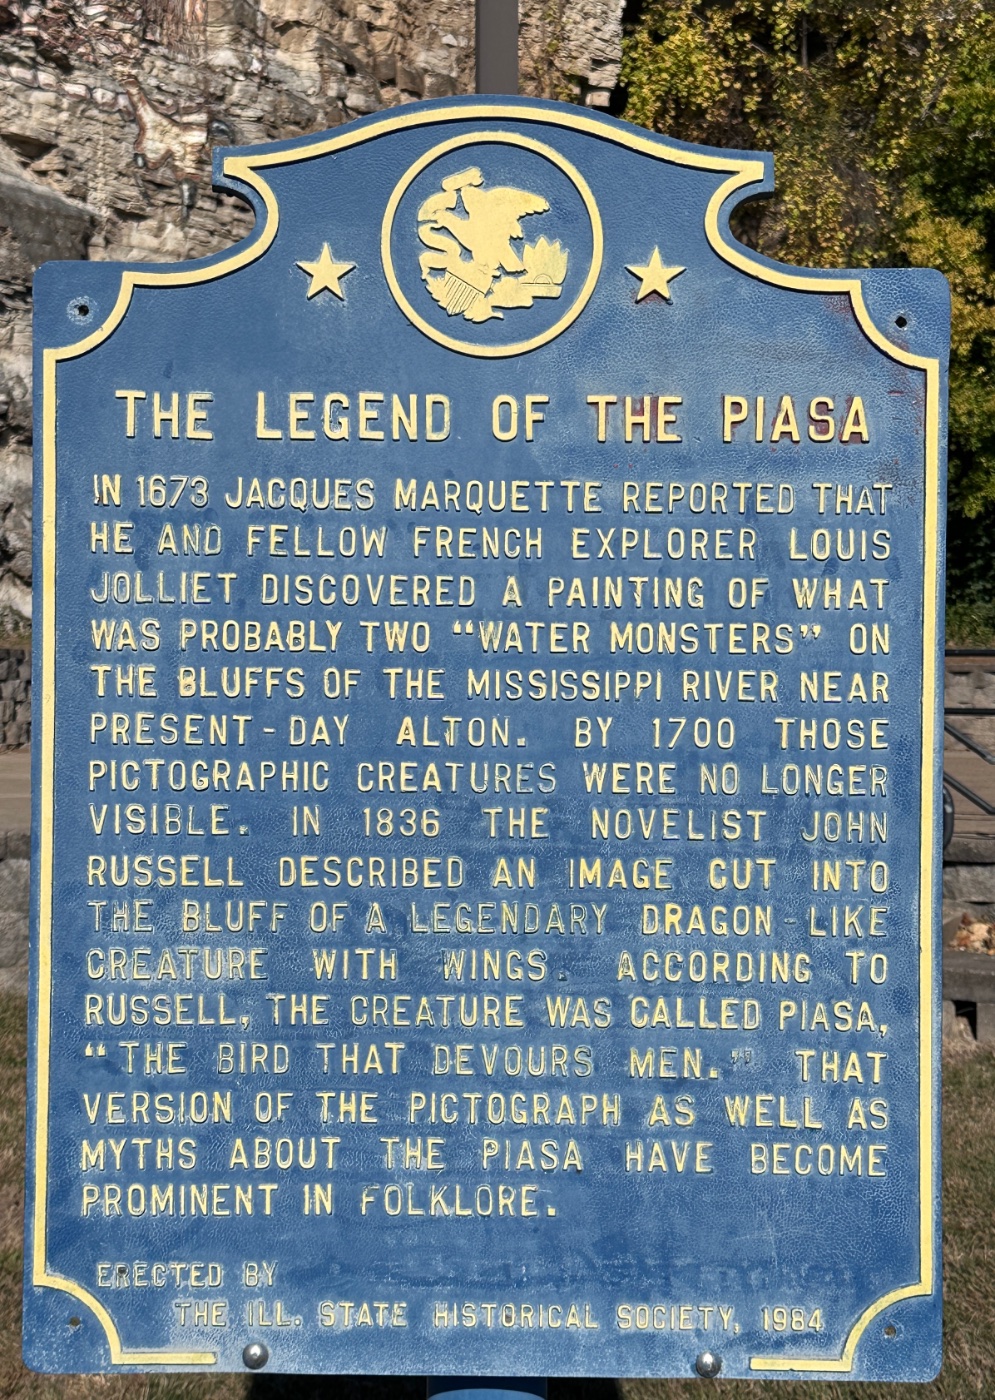 THE LEGEND OF THE PIASA
IN 1673 JACQUES MARQUETTE REPORTED THAT
HE AND FELLOW FRENCH EXPLORER LOUIS
JOLLIET DISCOVERED A PAINTING OF WHAT
WAS PROBABLY TWO "WATER MONSTERS" ON
THE BLUFFS OF THE MISSISSIPPI RIVER NEAR
PRESENT-DAY ALTON. BY 1700 THOSE
PICTOGRAPHIC CREATURES WERE NO LONGER
VISIBLE. IN 1836 THE NOVELIST JOHN
RUSSELL DESCRIBED AN IMAGE CUT INTO
THE BLUFF OF A LEGENDARY DRAGON-LIKE
CREATURE WITH WINGS. ACCORDING TO
RUSSELL, THE CREATURE WAS CALLED PIASA,
"THE BIRD THAT DEVOURS MEN." THAT
VERSION OF THE PICTOGRAPH AS WELL AS
MYTHS ABOUT THE PIASA HAVE BECOME
PROMINENT IN FOLKLORE.
ERECTED BY
THE ILL. STATE HISTORICAL SOCIETY, 1984